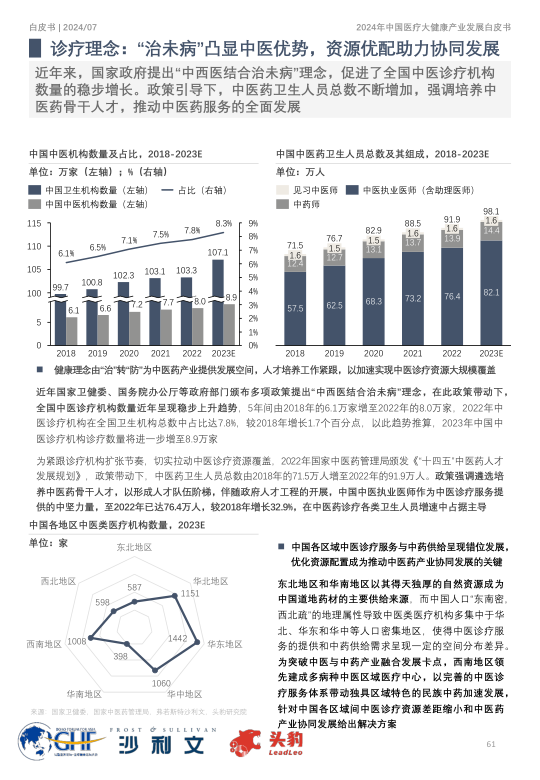 白皮书 | 2024/07
2024年中国医疗大健康产业发展白皮书
诊疗理念：“治未病”凸显中医优势，资源优配助力协同发展
近年来，国家政府提出“中西医结合治未病”理念，促进了全国中医诊疗机构
数量的稳步增长。政策引导下，中医药卫生人员总数不断增加，强调培养中
医药骨干人才，推动中医药服务的全面发展
中国中医机构数量及占比，2018-2023E
单位：万家（左轴）；%（右轴）
中国卫生机构数量（左轴）
占比（右轴）
中国中医机构数量（左轴）
115
110
105
100
5
0
9%
8%
7%
6%
5%
4%
3%
2%
1%
0%
6.1%
6.5%
7.1%
7.5%
7.8%
8.3%
99.7
100.8
102.3
103.1
103.3
107.1
6.1
6.6
7.2
7.7
8.0
8.9
2018
2019
2020
2021
2022
2023E
中国中医药卫生人员总数及其组成，2018-2023E
单位：万人
见习中医师
中医执业医师（含助理医师）
中药师
71.5
76.7
82.9
88.5
91.9
98.1
1.6
1.5
1.5
1.6
1.6
1.6
12.4
12.7
13.1
13.7
13.9
14.4
57.5
62.5
68.3
73.2
76.4
82.1
2018
2019
2020
2021
2022
2023E
健康理念由“治”转“防”为中医药产业提供发展空间，人才培养工作紧跟，以加速实现中医诊疗资源大规模覆盖
近年国家卫健委、国务院办公厅等政府部门颁布多项政策提出“中西医结合治未病”理念，在此政策带动下，
全国中医诊疗机构数量近年呈现稳步上升趋势，5年间由2018年的6.1万家增至2022年的8.0万家，2022年中
医诊疗机构在全国卫生机构总数中占比达7.8%，较2018年增长1.7个百分点，以此趋势推算，2023年中国中
医诊疗机构诊疗数量将进一步增至8.9万家
为紧跟诊疗机构扩张节奏，切实拉动中医诊疗资源覆盖，2022年国家中医药管理局颁发《“十四五”中医药人才
发展规划》，政策带动下，中医药卫生人员总数由2018年的71.5万人增至2022年的91.9万人。政策强调遴选培
养中医药骨干人才，以形成人才队伍阶梯，伴随政府人才工程的开展，中国中医执业医师作为中医诊疗服务提
供的中坚力量，至2022年已达76.4万人，较2018年增长32.9%，在中医药诊疗各类卫生人员增速中占据主导
中国各地区中医类医疗机构数量，2023E
单位：家
东北地区
华北地区
华东地区
华中地区
华南地区
西南地区
西北地区
587
1151
1442
1060
398
1008
598
中国各区域中医诊疗服务与中药供给呈现错位发展，
优化资源配置成为推动中医诊疗发展的关键
东北地区和华南地区以其得天独厚的自然资源成为
中国道地药材的主要供给来源，而中国人口“东南密，
西北疏”的地理属性导致中医类医疗机构多集中于华
北、华东和华中等人口密集地区，使得中医诊疗服
务的提供和中药供给需求呈现一定的空间分布差异。
为突破中医与中药产业融合发展卡点，西南地区领
先建成多病种中医区域医疗中心，以完善的中医诊
疗服务体系带动独具区域特色的民族中药加速发展，
针对中国各区域间中医诊疗资源差距缩小和中医药
产业协同发展给出解决方案
来源：国家卫健委、国家中医药管理局、弗若斯特沙利文、头豹研究院
GHF
FROST & SULLIVAN
沙利文
头豹
LeadLeo
61